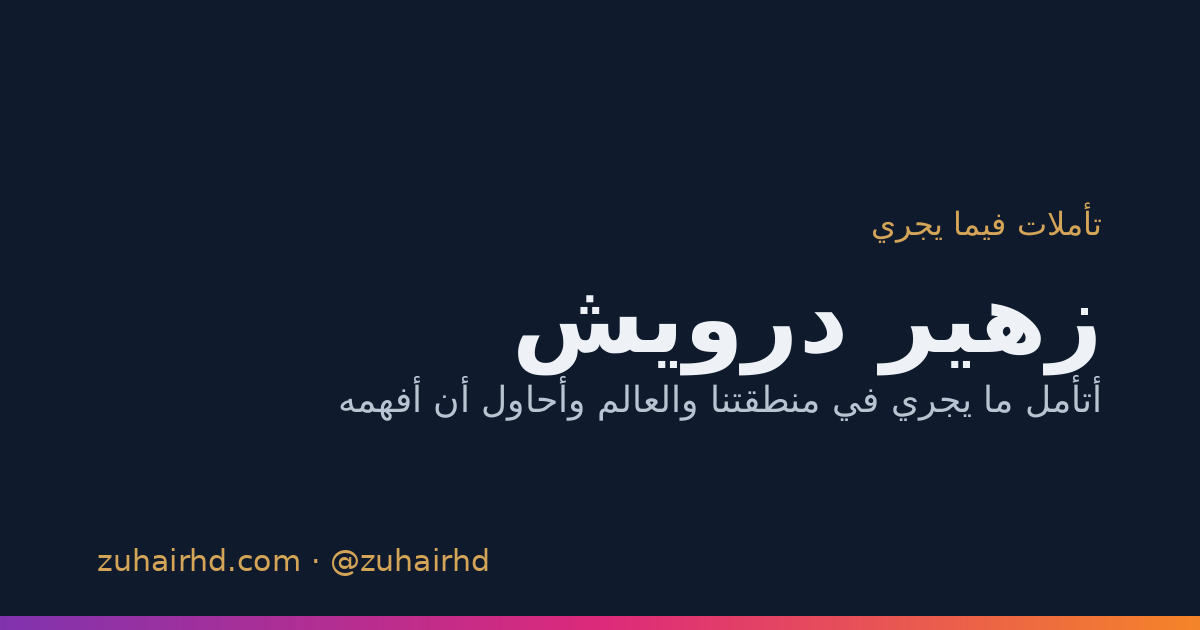 تأملات فيما يجري
زهير درويش
أتأمل ما يجري في منطقتنا والعالم وأحاول أن أفهمه
zuhairhd.com · @zuhairhd